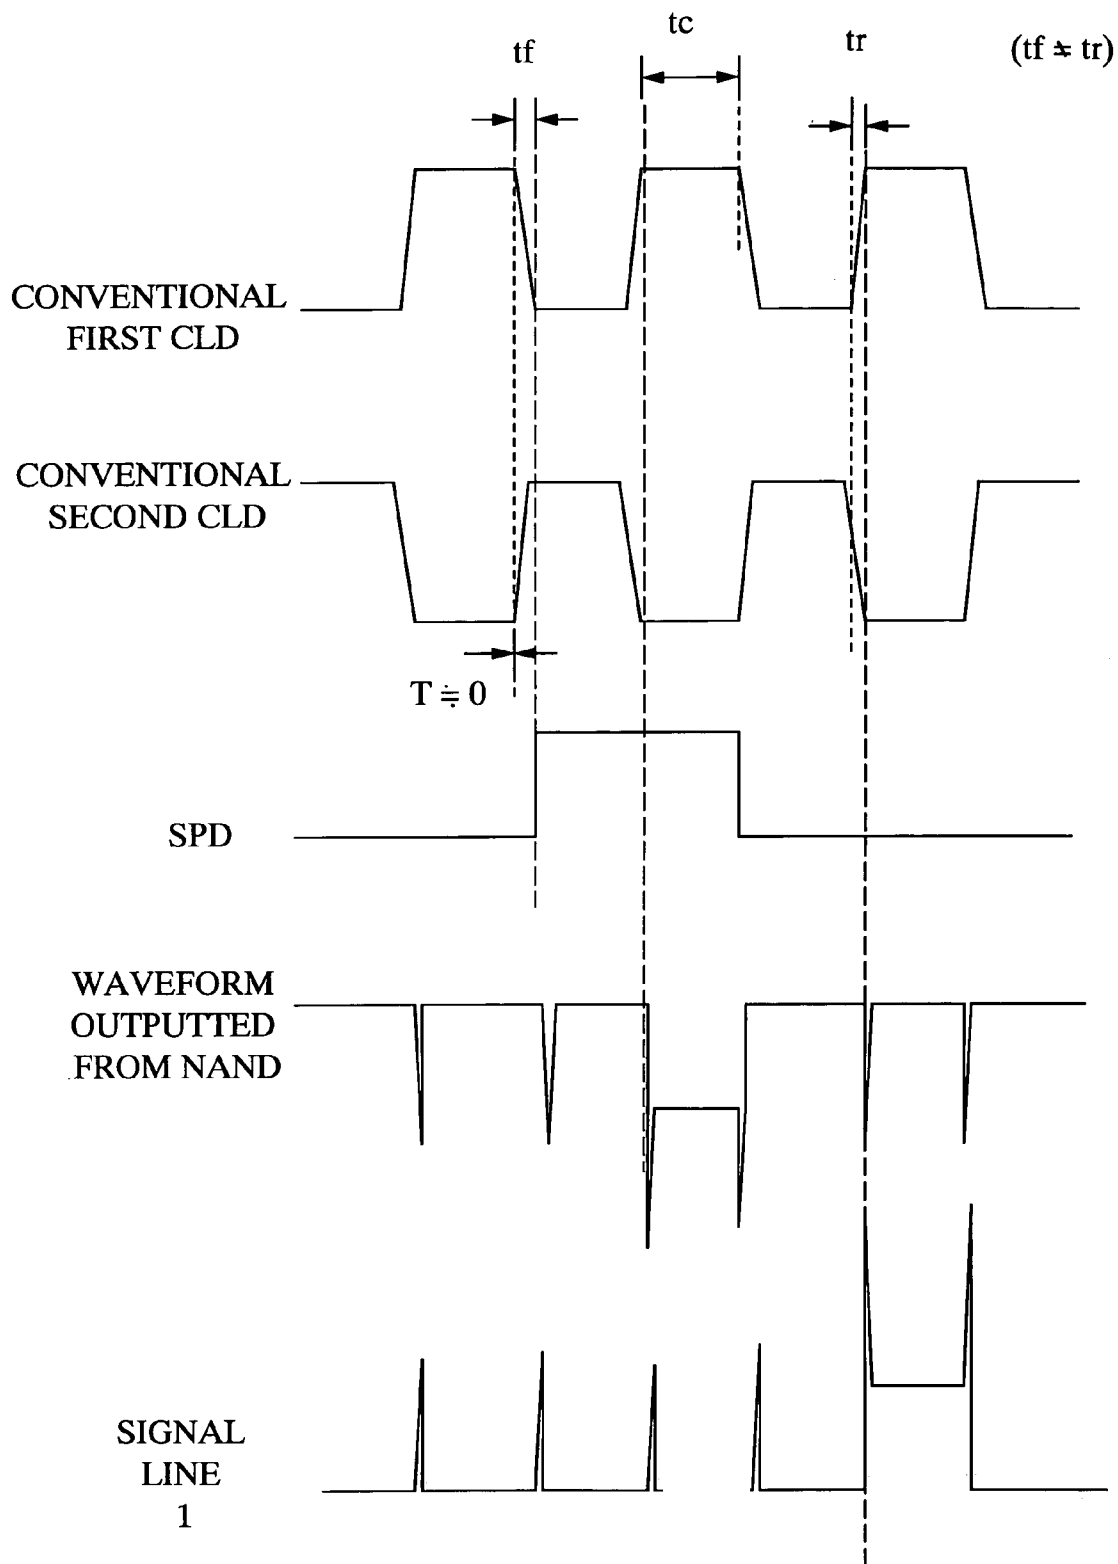 tf
tc
tr
(tf ≠ tr)
CONVENTIONAL
FIRST CLD
CONVENTIONAL
SECOND CLD
T ≒ 0
SPD
WAVEFORM
OUTPUTTED
FROM NAND
SIGNAL
LINE
1